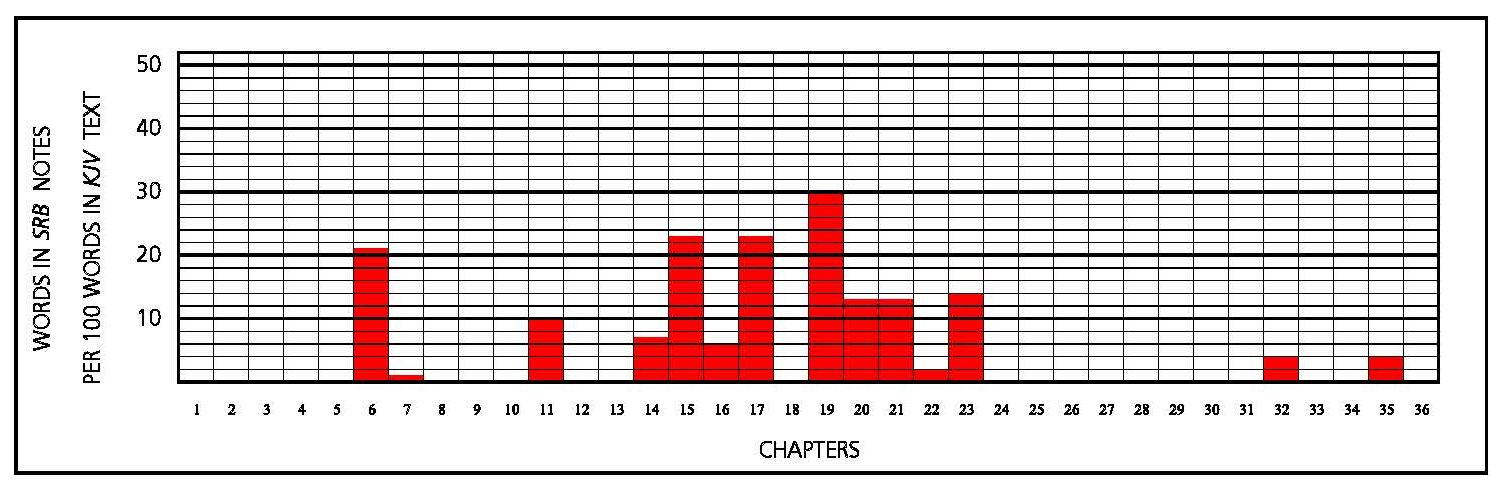 WORDS IN SRB NOTES
PER 100 WORDS IN KJV TEXT
50
40
30
20
10
1 2 3 4 5 6 7 8 9 10 11 12 13 14 15 16 17 18 19 20 21 22 23 24 25 26 27 28 29 30 31 32 33 34 35 36
CHAPTERS